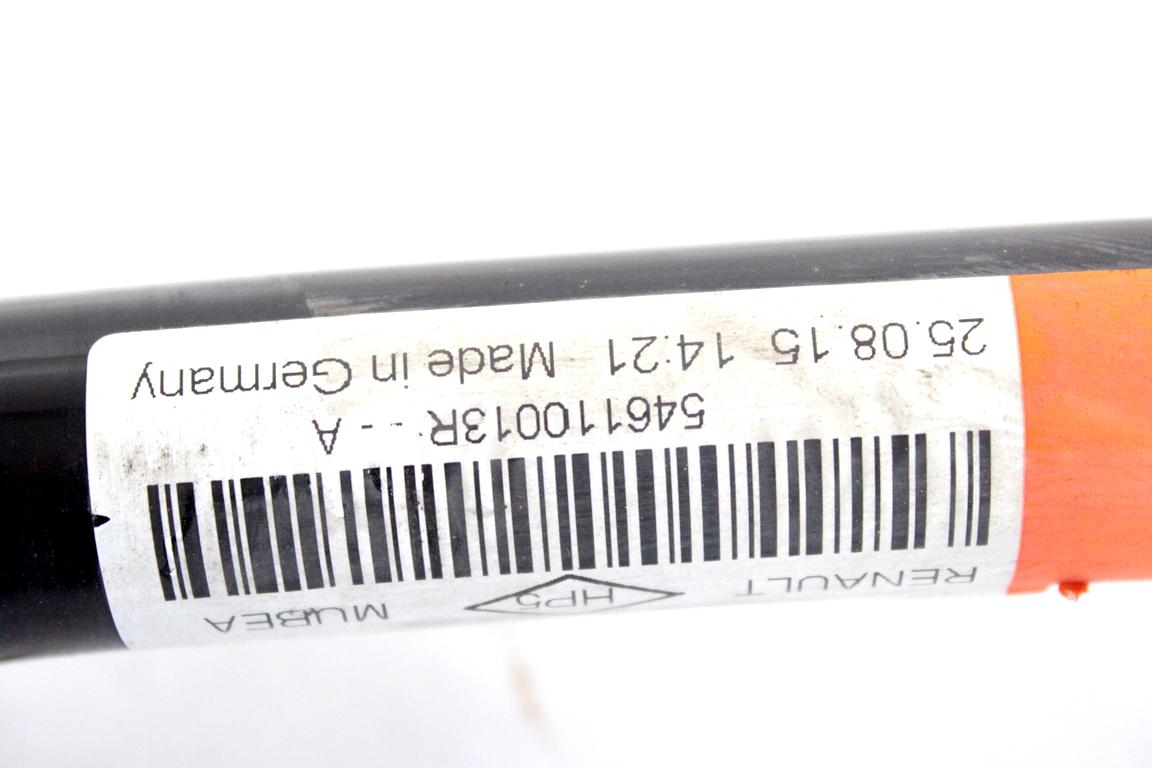 RENAULT HP5 MUBEA
546110013R - - A
25.08.15 14:21 Made in Germany